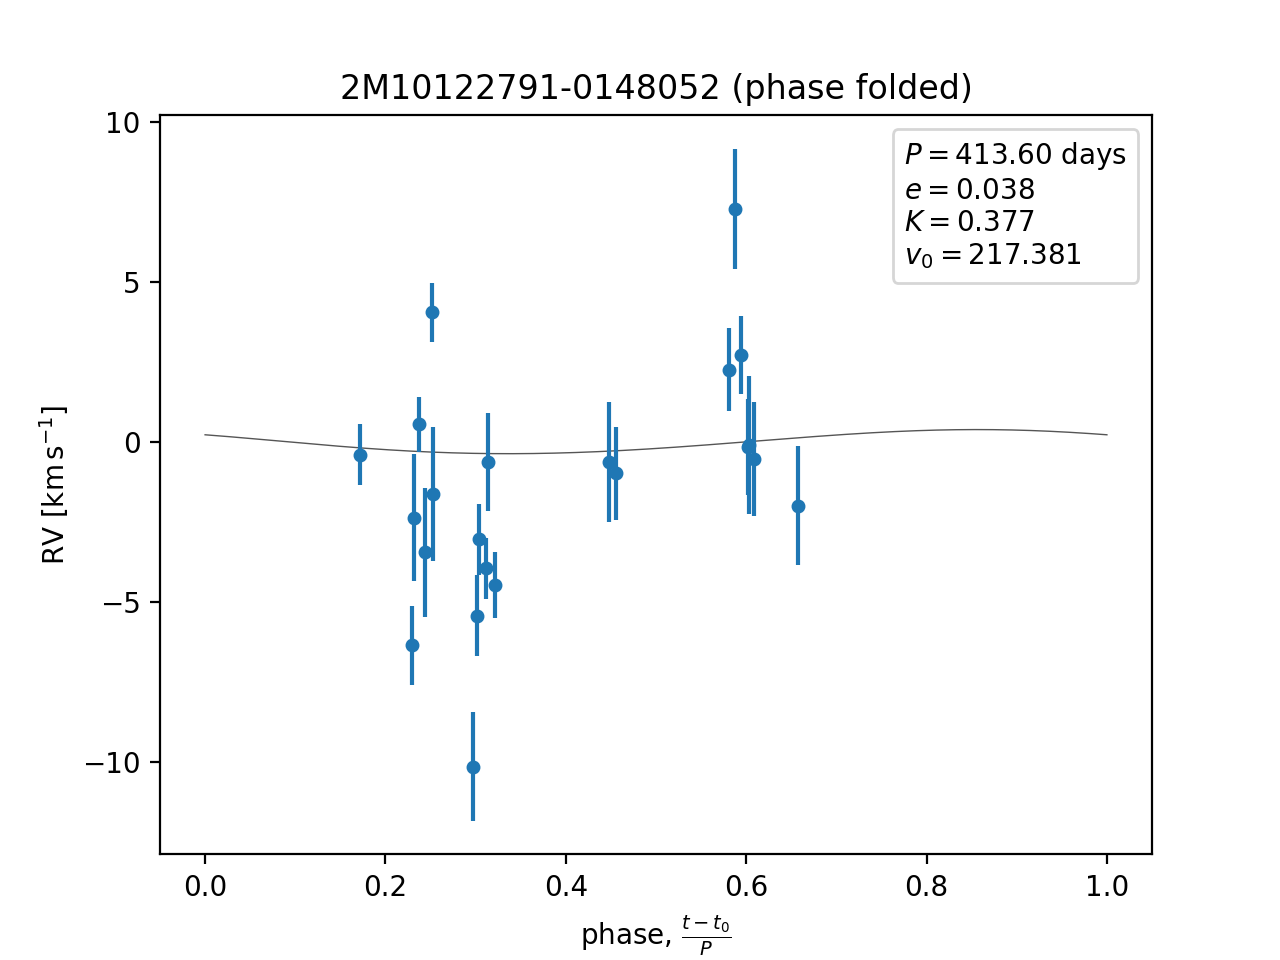 2M10122791-0148052 (phase folded)
10
5
0
−5
−10
RV [km s⁻¹]
P = 413.60 days
e = 0.038
K = 0.377
v₀ = 217.381
0.0 0.2 0.4 0.6 0.8 1.0
phase, (t − t₀)/P